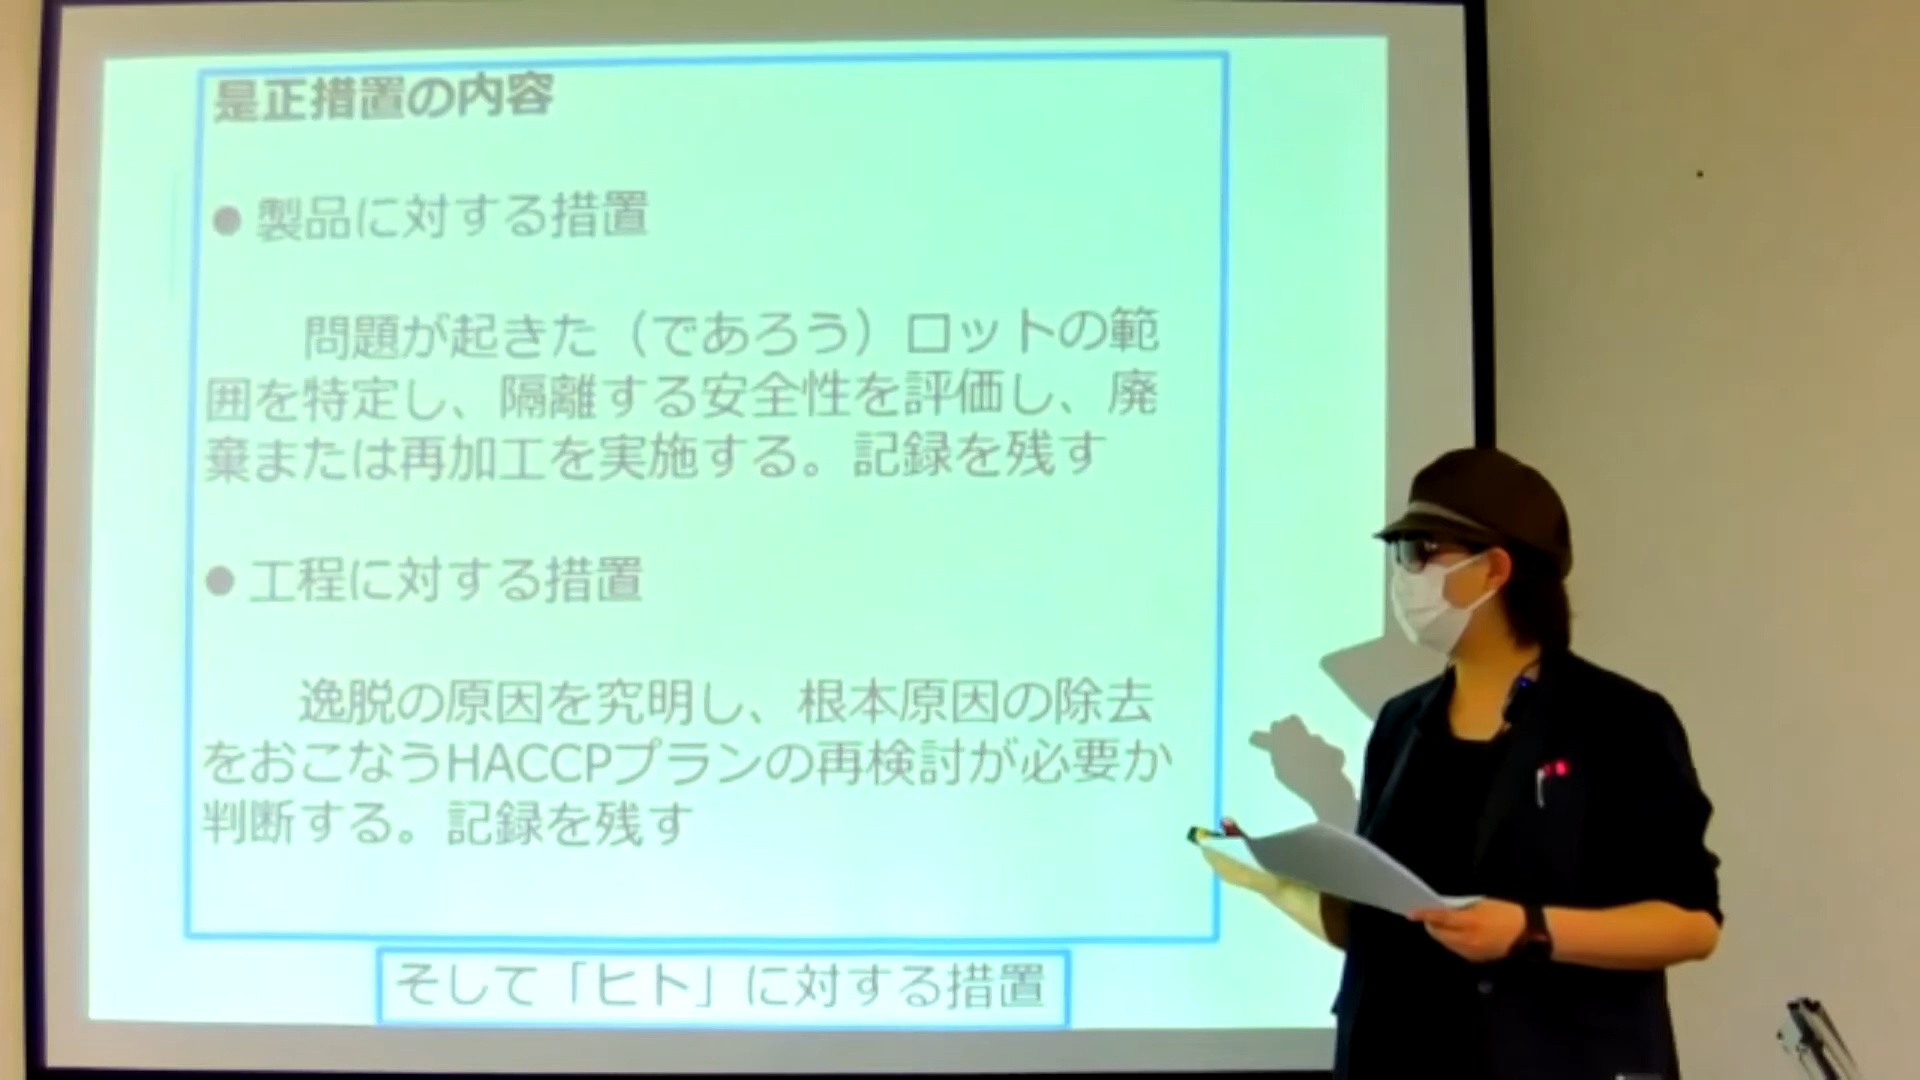 是正措置の内容
● 製品に対する措置
問題が起きた（であろう）ロットの範
囲を特定し、隔離する安全性を評価し、廃
棄または再加工を実施する。記録を残す
● 工程に対する措置
逸脱の原因を究明し、根本原因の除去
をおこなうHACCPプランの再検討が必要か
判断する。記録を残す
そして「ヒト」に対する措置